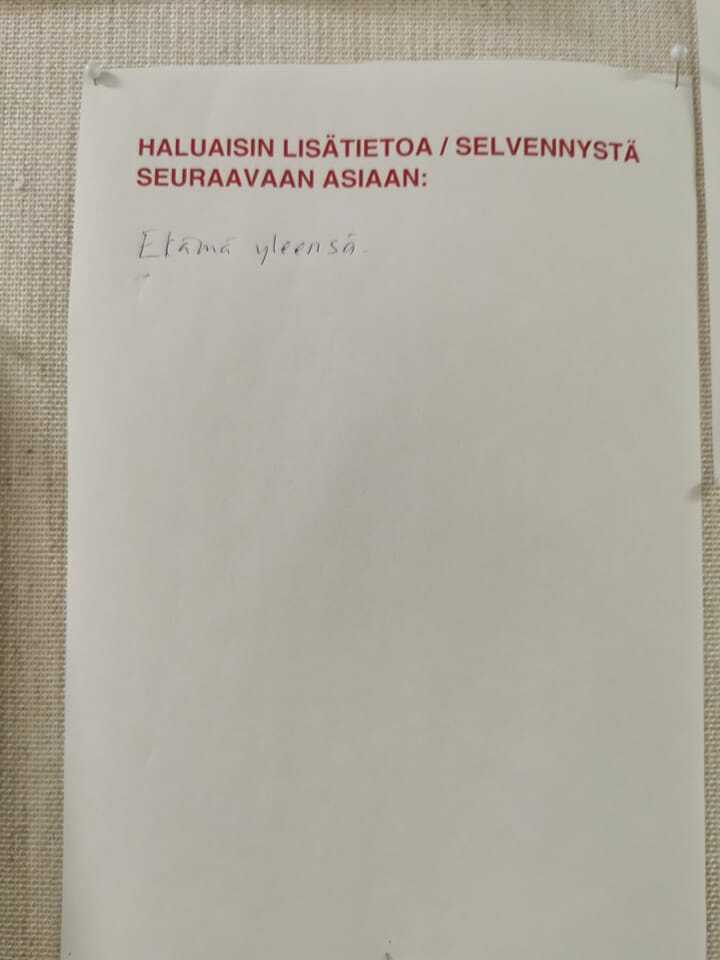 HALUAISIN LISÄTIETOA / SELVENNYSTÄ
SEURAAVAAN ASIAAN:
Elämä yleensä.